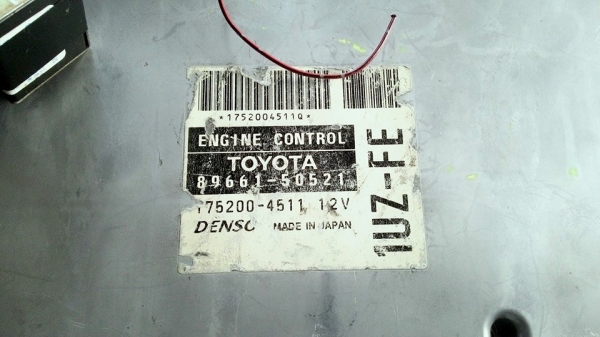 *1752004511Q*
ENGINE CONTROL
TOYOTA
89661-50521
175200-4511 12V
DENSO MADE IN JAPAN
1UZ-FE